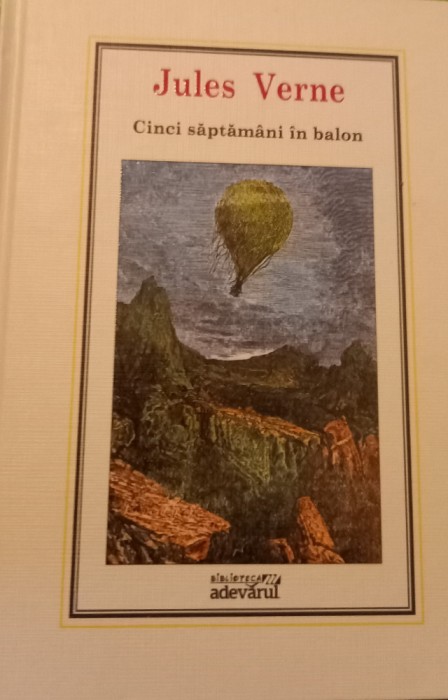 Jules Verne
Cinci săptămâni în balon
BIBLIOTECA
adevărul